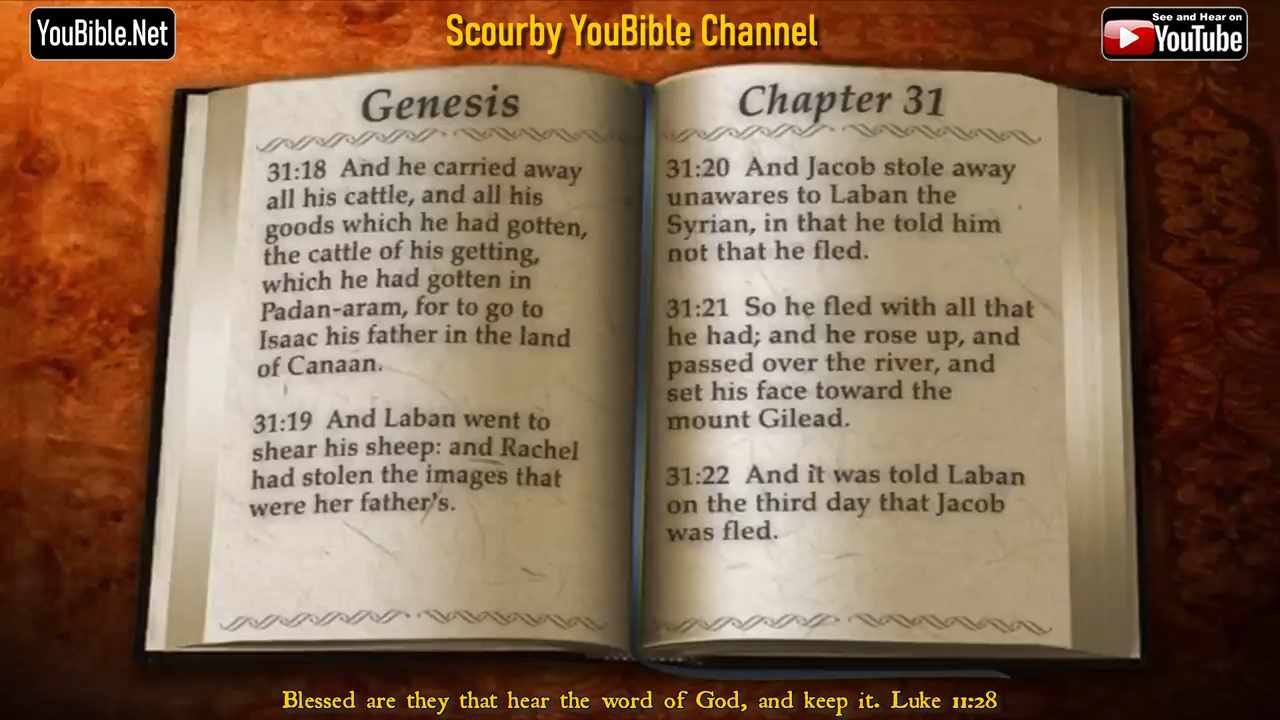 YouBible.Net
Scourby YouBible Channel
See and Hear on
YouTube
Genesis
31:18 And he carried away
all his cattle, and all his
goods which he had gotten,
the cattle of his getting,
which he had gotten in
Padan-aram, for to go to
Isaac his father in the land
of Canaan.
31:19 And Laban went to
shear his sheep: and Rachel
had stolen the images that
were her father's.
Chapter 31
31:20 And Jacob stole away
unawares to Laban the
Syrian, in that he told him
not that he fled.
31:21 So he fled with all that
he had; and he rose up, and
passed over the river, and
set his face toward the
mount Gilead.
31:22 And it was told Laban
on the third day that Jacob
was fled.
Blessed are they that hear the word of God, and keep it. Luke 11:28